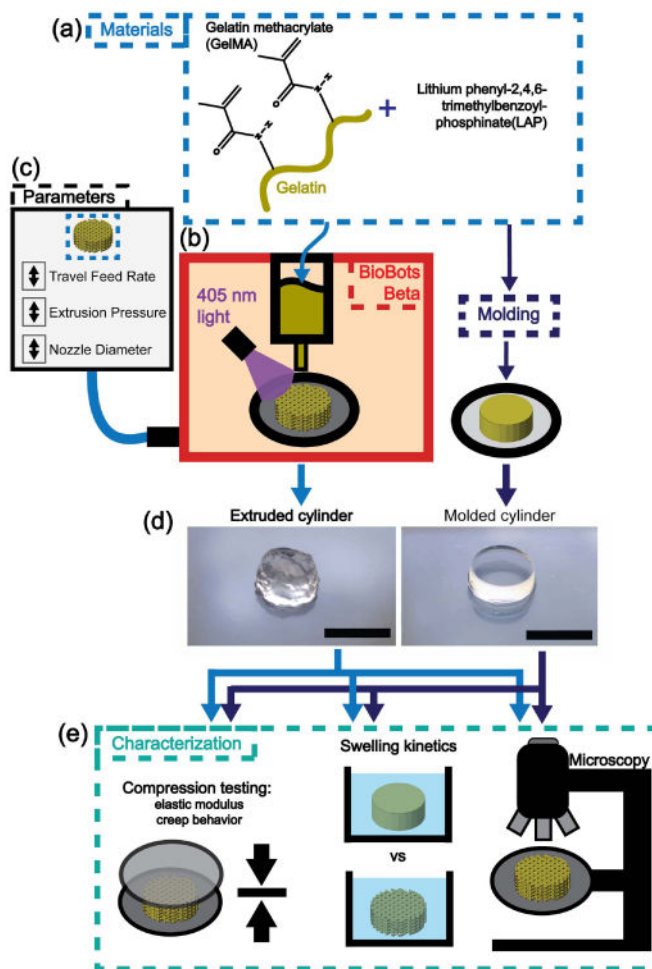 (a)
Materials
Gelatin methacrylate
(GelMA)
N-H
N-H
O
O
+
Lithium phenyl-2,4,6-
trimethylbenzoyl-
phosphinate(LAP)
Gelatin
(c)
Parameters
Travel Feed Rate
Extrusion Pressure
Nozzle Diameter
(b)
BioBots
Beta
405 nm
light
Molding
(d)
Extruded cylinder
Molded cylinder
(e)
Characterization
Compression testing:
elastic modulus
creep behavior
Swelling kinetics
vs
Microscopy